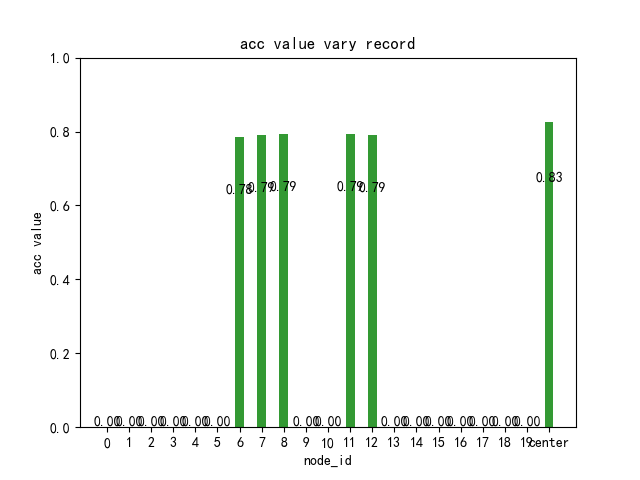 acc value vary record
1.0
0.8
0.6
0.4
0.2
0.0
acc value
0.78 0.79 0.79 0.79 0.79 0.83
0.00 0.00 0.00 0.00 0.00 0.00 0.00 0.00 0.00 0.00 0.00 0.00 0.00 0.00 0.00
0 1 2 3 4 5 6 7 8 9 10 11 12 13 14 15 16 17 18 19 center
node_id